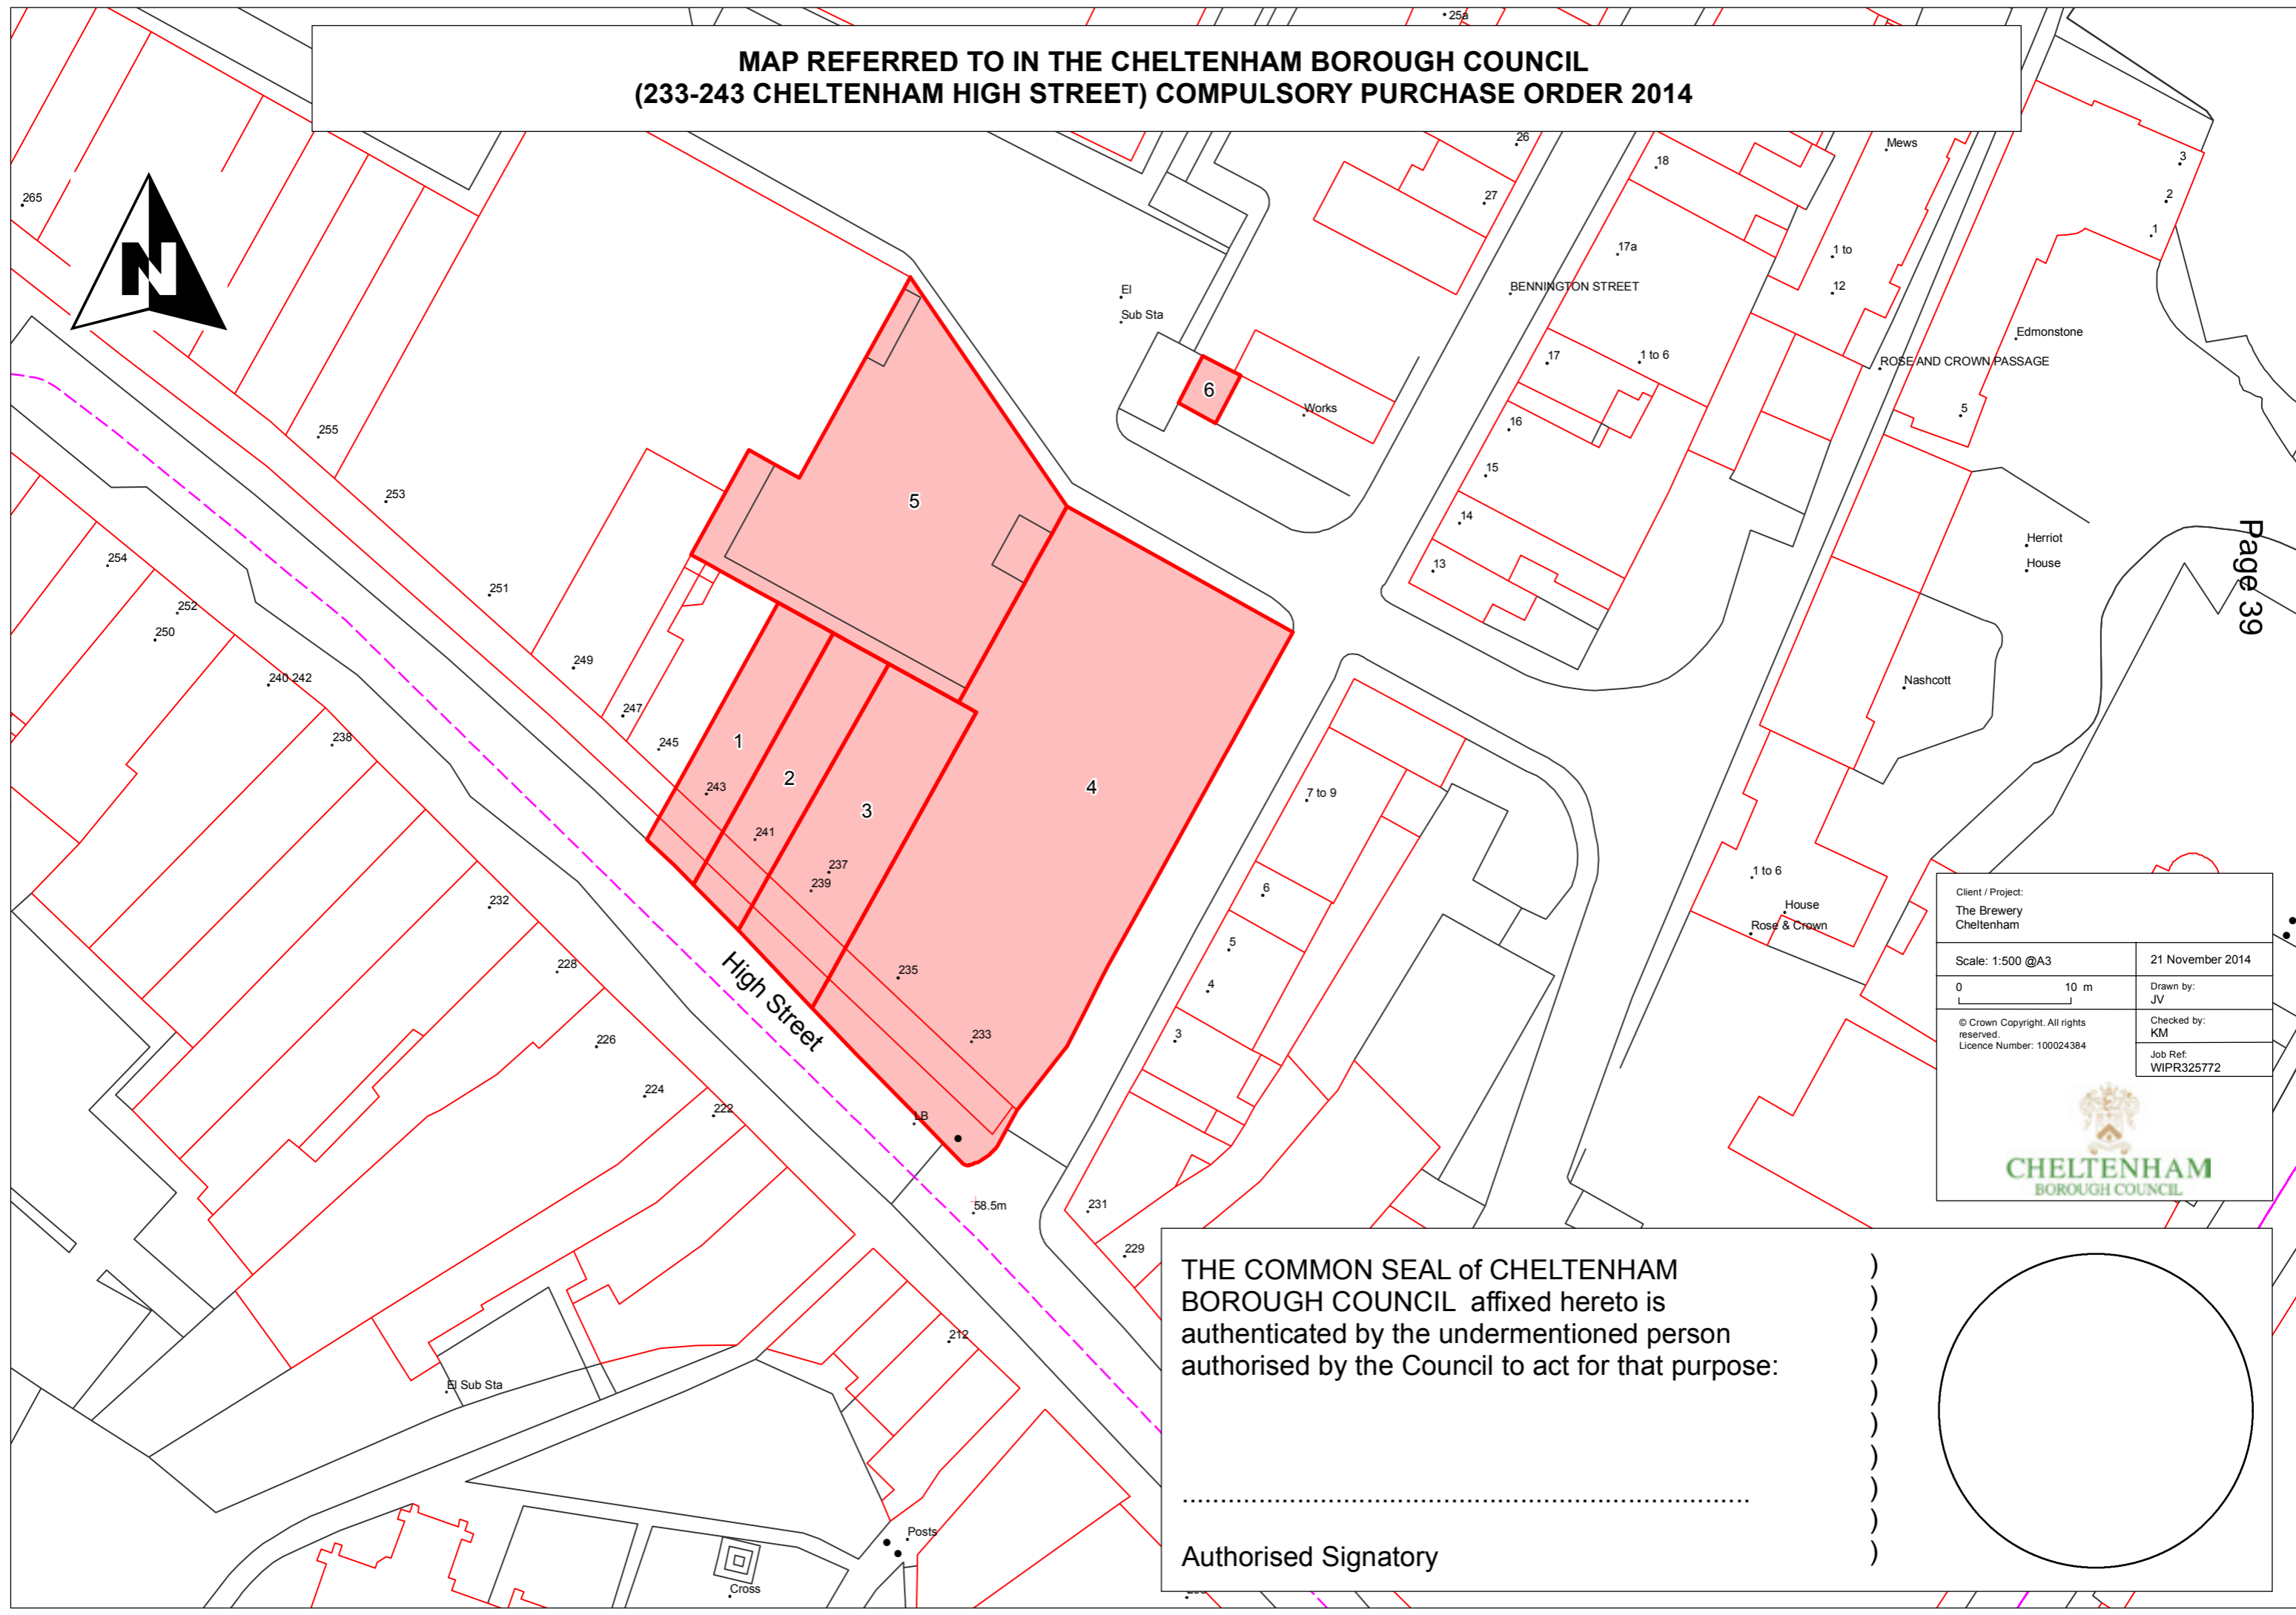 MAP REFERRED TO IN THE CHELTENHAM BOROUGH COUNCIL
(233-243 CHELTENHAM HIGH STREET) COMPULSORY PURCHASE ORDER 2014
25a
26
27
18
Mews
3
2
1
265
N
17a
1 to
12
El
Sub Sta
BENNINGTON STREET
Edmonstone
ROSE AND CROWN PASSAGE
17
1 to 6
6
Works
5
16
255
15
253
5
14
Page 39
Herriot
House
13
254
251
252
250
249
240 242
Nashcott
247
238
245
1
2
243
3
4
7 to 9
241
237
239
1 to 6
House
Rose & Crown
6
232
5
228
235
4
High Street
233
3
226
224
222
LB
58.5m
231
229
212
El Sub Sta
Posts
Cross
Client / Project:
The Brewery
Cheltenham
Scale: 1:500 @A3
21 November 2014
0 10 m
Drawn by:
JV
© Crown Copyright. All rights
reserved.
Licence Number: 100024384
Checked by:
KM
Job Ref:
WIPR325772
CHELTENHAM
BOROUGH COUNCIL
THE COMMON SEAL of CHELTENHAM )
BOROUGH COUNCIL affixed hereto is )
authenticated by the undermentioned person )
authorised by the Council to act for that purpose: )
)
)
)
.......................................................................... )
)
Authorised Signatory )